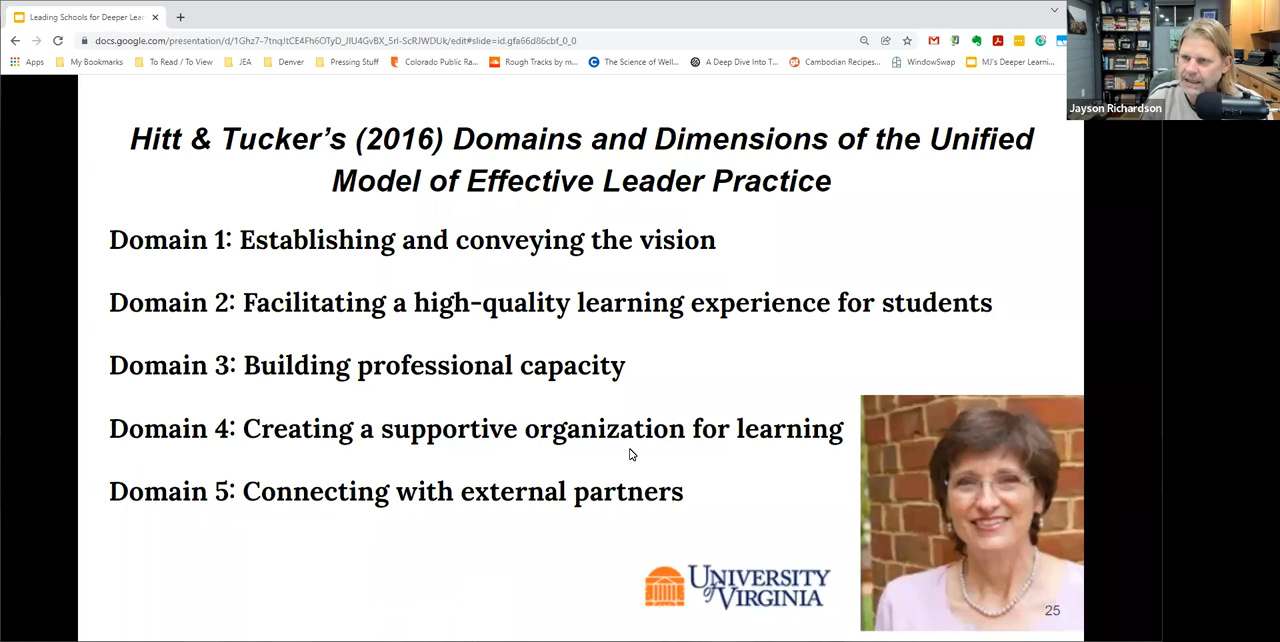 Leading Schools for Deeper Lea
docs.google.com/presentation/d/1Ghz7-7tnqJtCE4Fh6OTyD_JlU4GvBX_5rI-ScRJWDUk/edit#slide=id.gfa66d86cbf_0_0
Apps My Bookmarks To Read / To View JEA Denver Pressing Stuff Colorado Public Ra... Rough Tracks by m... The Science of Well... A Deep Dive Into T... Cambodian Recipes... WindowSwap MJ's Deeper Learni...
Jayson Richardson
Hitt & Tucker's (2016) Domains and Dimensions of the Unified
Model of Effective Leader Practice
Domain 1: Establishing and conveying the vision
Domain 2: Facilitating a high-quality learning experience for students
Domain 3: Building professional capacity
Domain 4: Creating a supportive organization for learning
Domain 5: Connecting with external partners
UNIVERSITY
of VIRGINIA
25